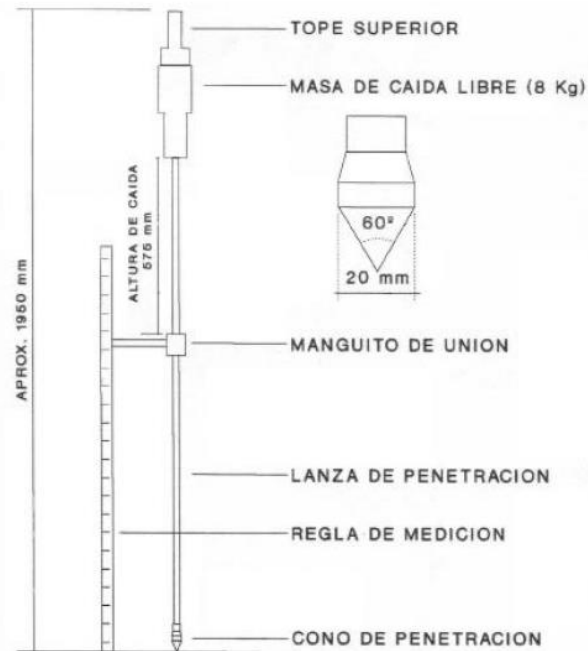 TOPE SUPERIOR
MASA DE CAIDA LIBRE (8 Kg)
ALTURA DE CAIDA
575 mm
60º
20 mm
APROX. 1950 mm
MANGUITO DE UNION
LANZA DE PENETRACION
REGLA DE MEDICION
CONO DE PENETRACION